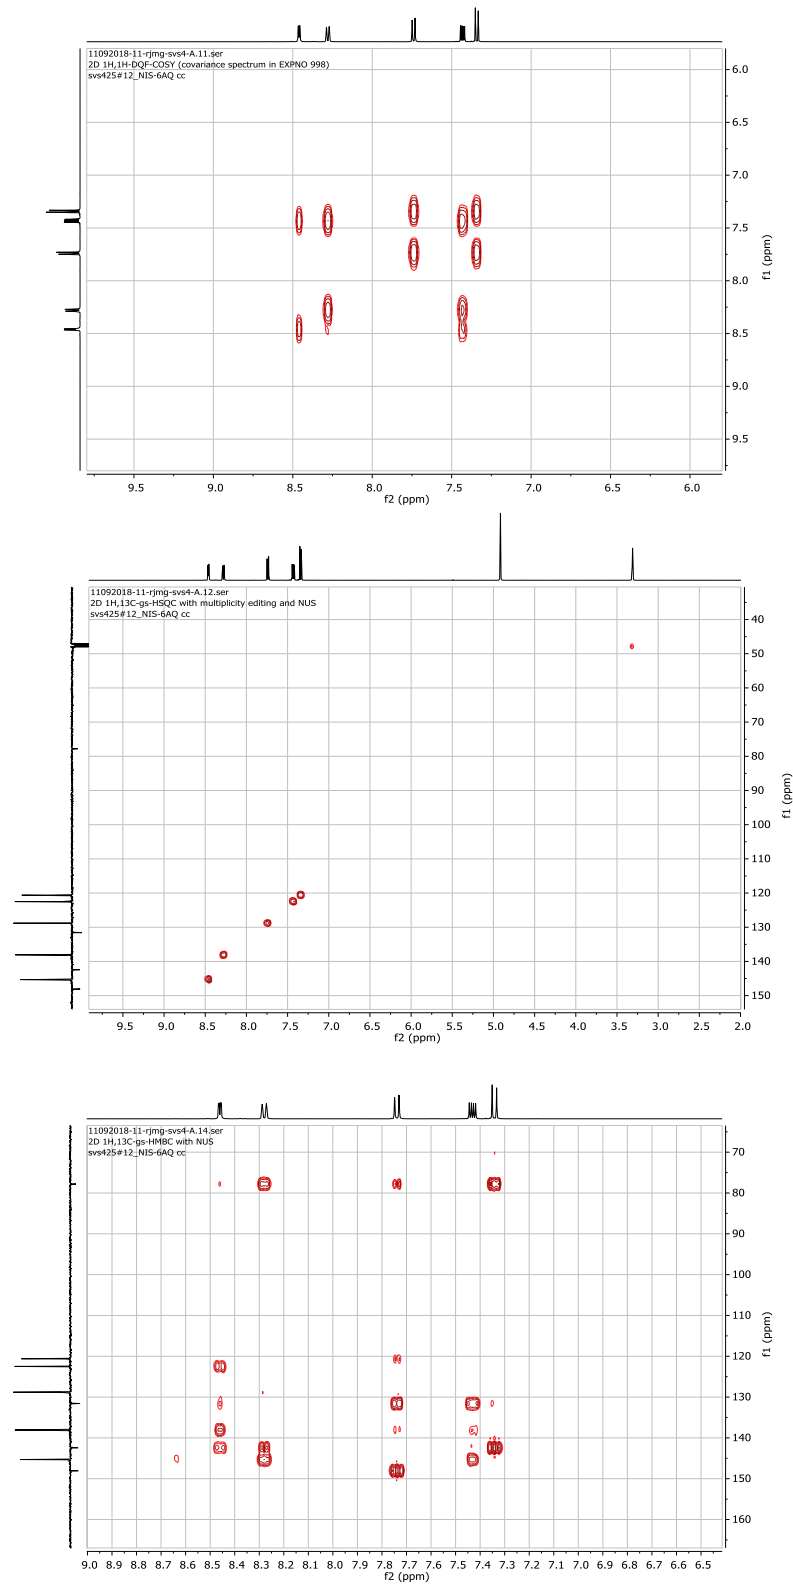 11092018-11-rjmg-svs4-A.11.ser
2D 1H,1H-DQF-COSY (covariance spectrum in EXPNO 998)
svs425#12_NIS-6AQ cc
6.0
6.5
7.0
7.5
8.0
8.5
9.0
9.5
f1 (ppm)
9.5 9.0 8.5 8.0 7.5 7.0 6.5 6.0
f2 (ppm)
11092018-11-rjmg-svs4-A.12.ser
2D 1H,13C-gs-HSQC with multiplicity editing and NUS
svs425#12_NIS-6AQ cc
40
50
60
70
80
90
100
110
120
130
140
150
f1 (ppm)
9.5 9.0 8.5 8.0 7.5 7.0 6.5 6.0 5.5 5.0 4.5 4.0 3.5 3.0 2.5 2.0
f2 (ppm)
11092018-11-rjmg-svs4-A.14.ser
2D 1H,13C-gs-HMBC with NUS
svs425#12_NIS-6AQ cc
70
80
90
100
110
120
130
140
150
160
f1 (ppm)
9.0 8.9 8.8 8.7 8.6 8.5 8.4 8.3 8.2 8.1 8.0 7.9 7.8 7.7 7.6 7.5 7.4 7.3 7.2 7.1 7.0 6.9 6.8 6.7 6.6 6.5
f2 (ppm)